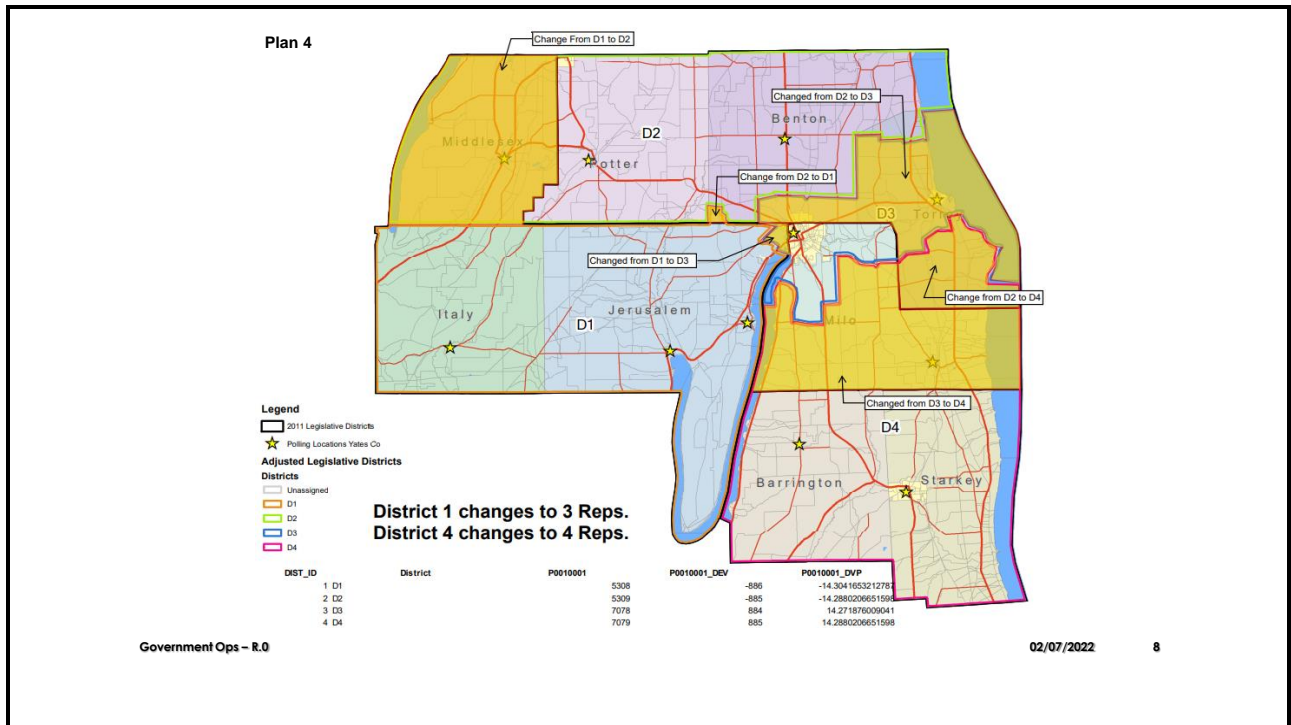 Plan 4
Change From D1 to D2
Changed from D2 to D3
Benton
D2
Middlesex
Potter
Change from D2 to D1
D3
Changed from D1 to D3
Change from D2 to D4
Italy
Jerusalem
D1
Milo
Changed from D3 to D4
D4
Barrington
Starkey
Legend
2011 Legislative Districts
Polling Locations Yates Co
Adjusted Legislative Districts
Districts
Unassigned
D1
D2
D3
D4
District 1 changes to 3 Reps.
District 4 changes to 4 Reps.
DIST_ID District P0010001 P0010001_DEV P0010001_DVP
1 D1 5308 -886 -14.3041653212787
2 D2 5309 -885 -14.2880206651598
3 D3 7078 884 14.271876009041
4 D4 7079 885 14.2880206651598
Government Ops – R.0 02/07/2022 8